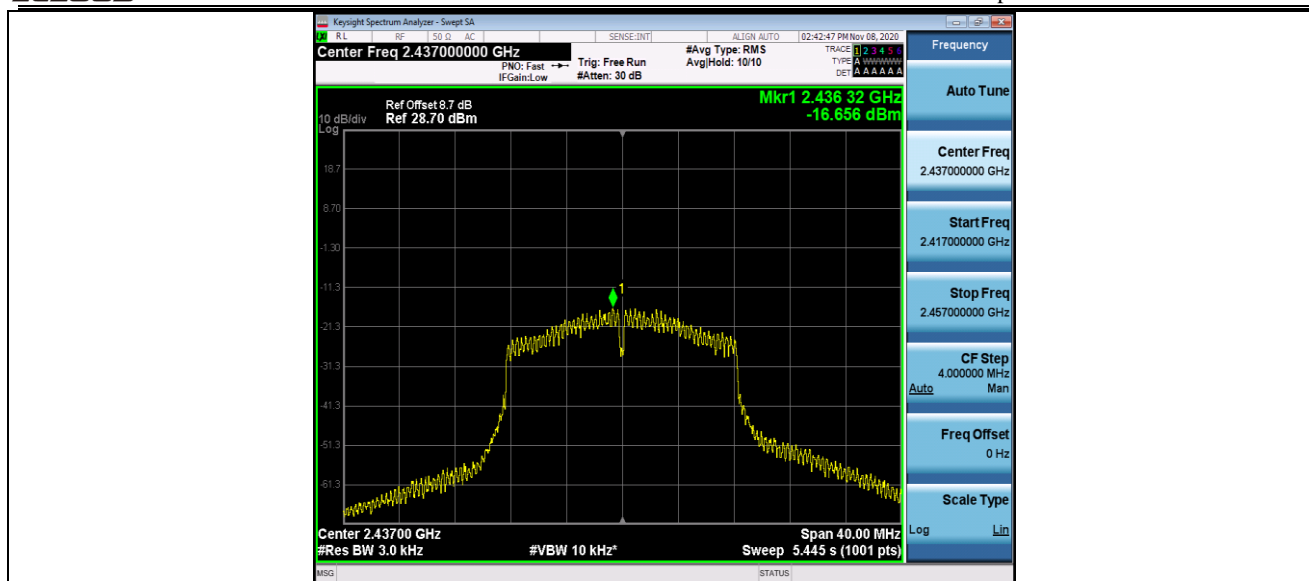 Keysight Spectrum Analyzer - Swept SA
RL RF 50 Ω AC SENSE:INT ALIGN AUTO 02:42:47 PM Nov 08, 2020
Center Freq 2.437000000 GHz
PNO: Fast
IFGain:Low
Trig: Free Run
#Atten: 30 dB
#Avg Type: RMS
Avg|Hold: 10/10
TRACE 1 2 3 4 5 6
TYPE A WWWWW
DET A A A A A A
Ref Offset 8.7 dB
10 dB/div Ref 28.70 dBm
Log
Mkr1 2.436 32 GHz
-16.656 dBm
18.7
8.70
-1.30
-11.3
-21.3
-31.3
-41.3
-51.3
-61.3
1
Center 2.43700 GHz Span 40.00 MHz
#Res BW 3.0 kHz #VBW 10 kHz* Sweep 5.445 s (1001 pts)
MSG STATUS
Frequency
Auto Tune
Center Freq
2.437000000 GHz
Start Freq
2.417000000 GHz
Stop Freq
2.457000000 GHz
CF Step
4.000000 MHz
Auto Man
Freq Offset
0 Hz
Scale Type
Log Lin